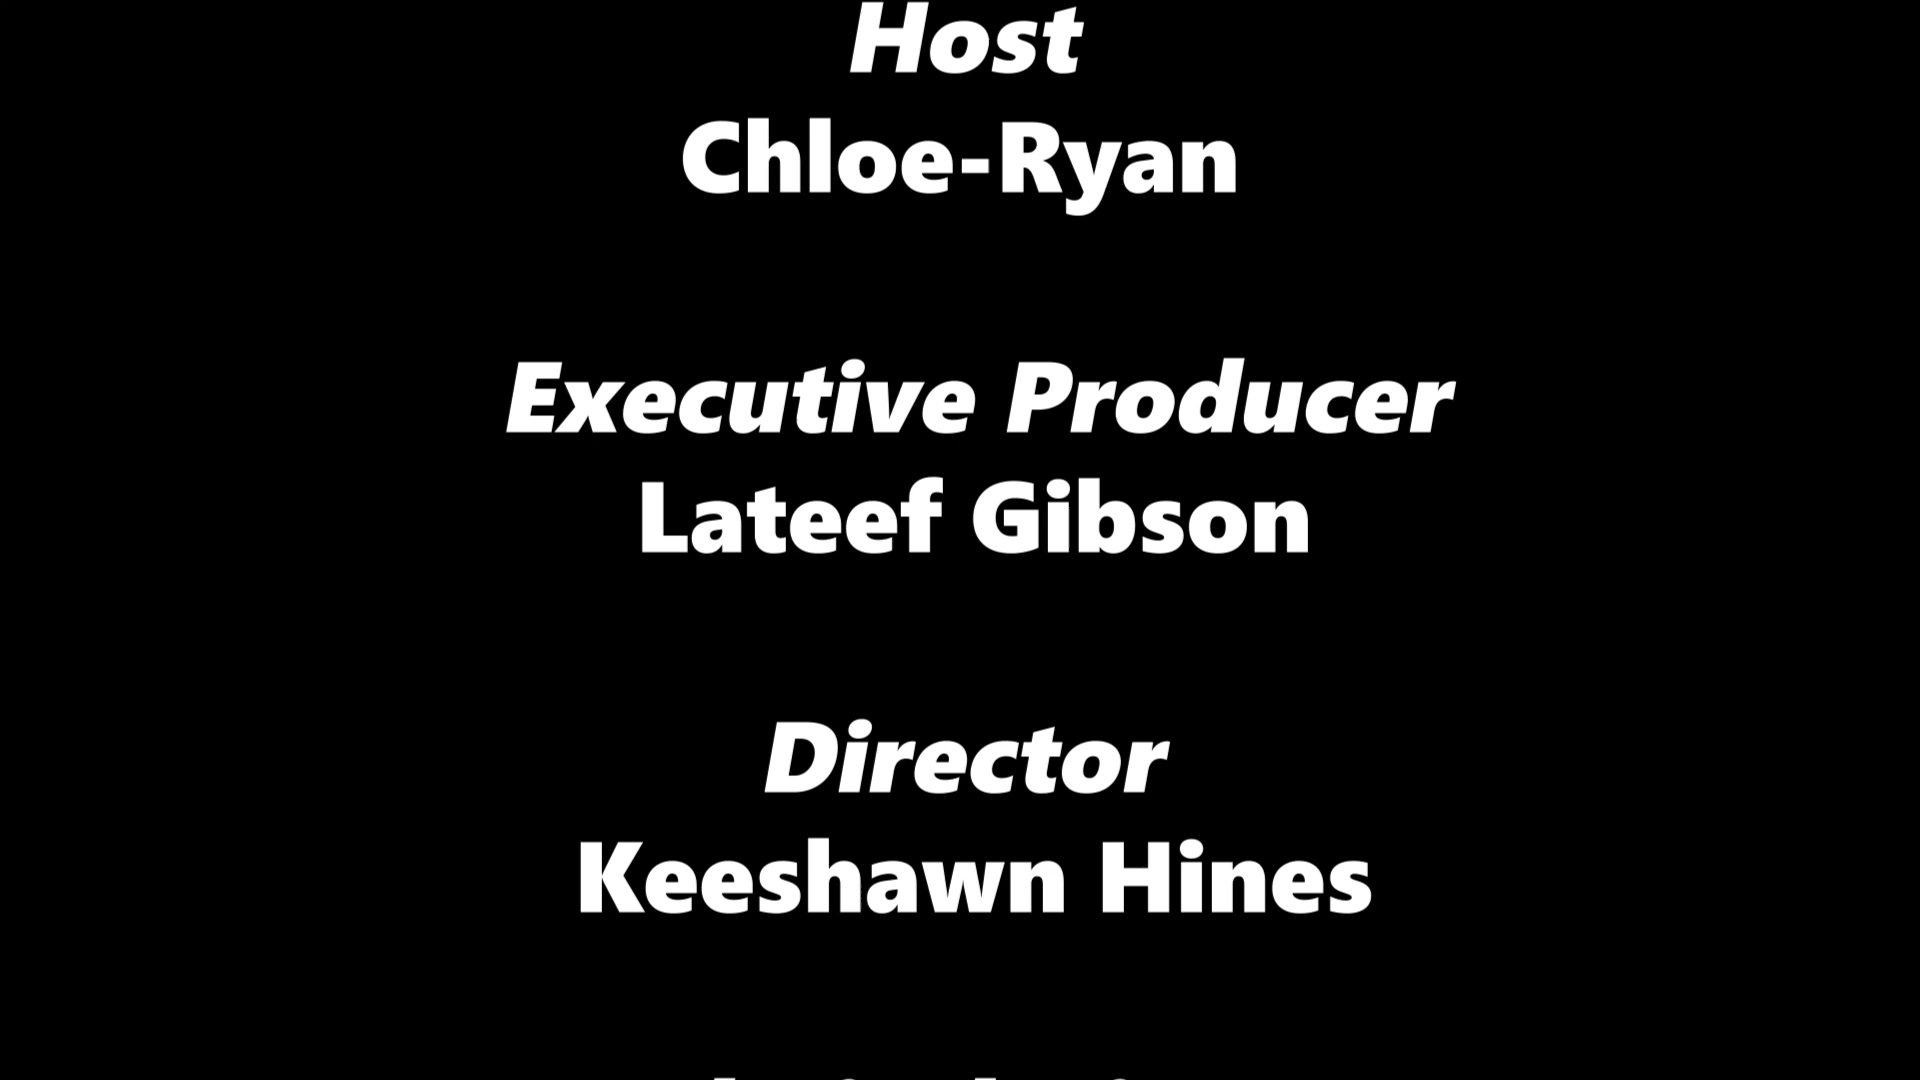 Host
Chloe-Ryan
Executive Producer
Lateef Gibson
Director
Keeshawn Hines